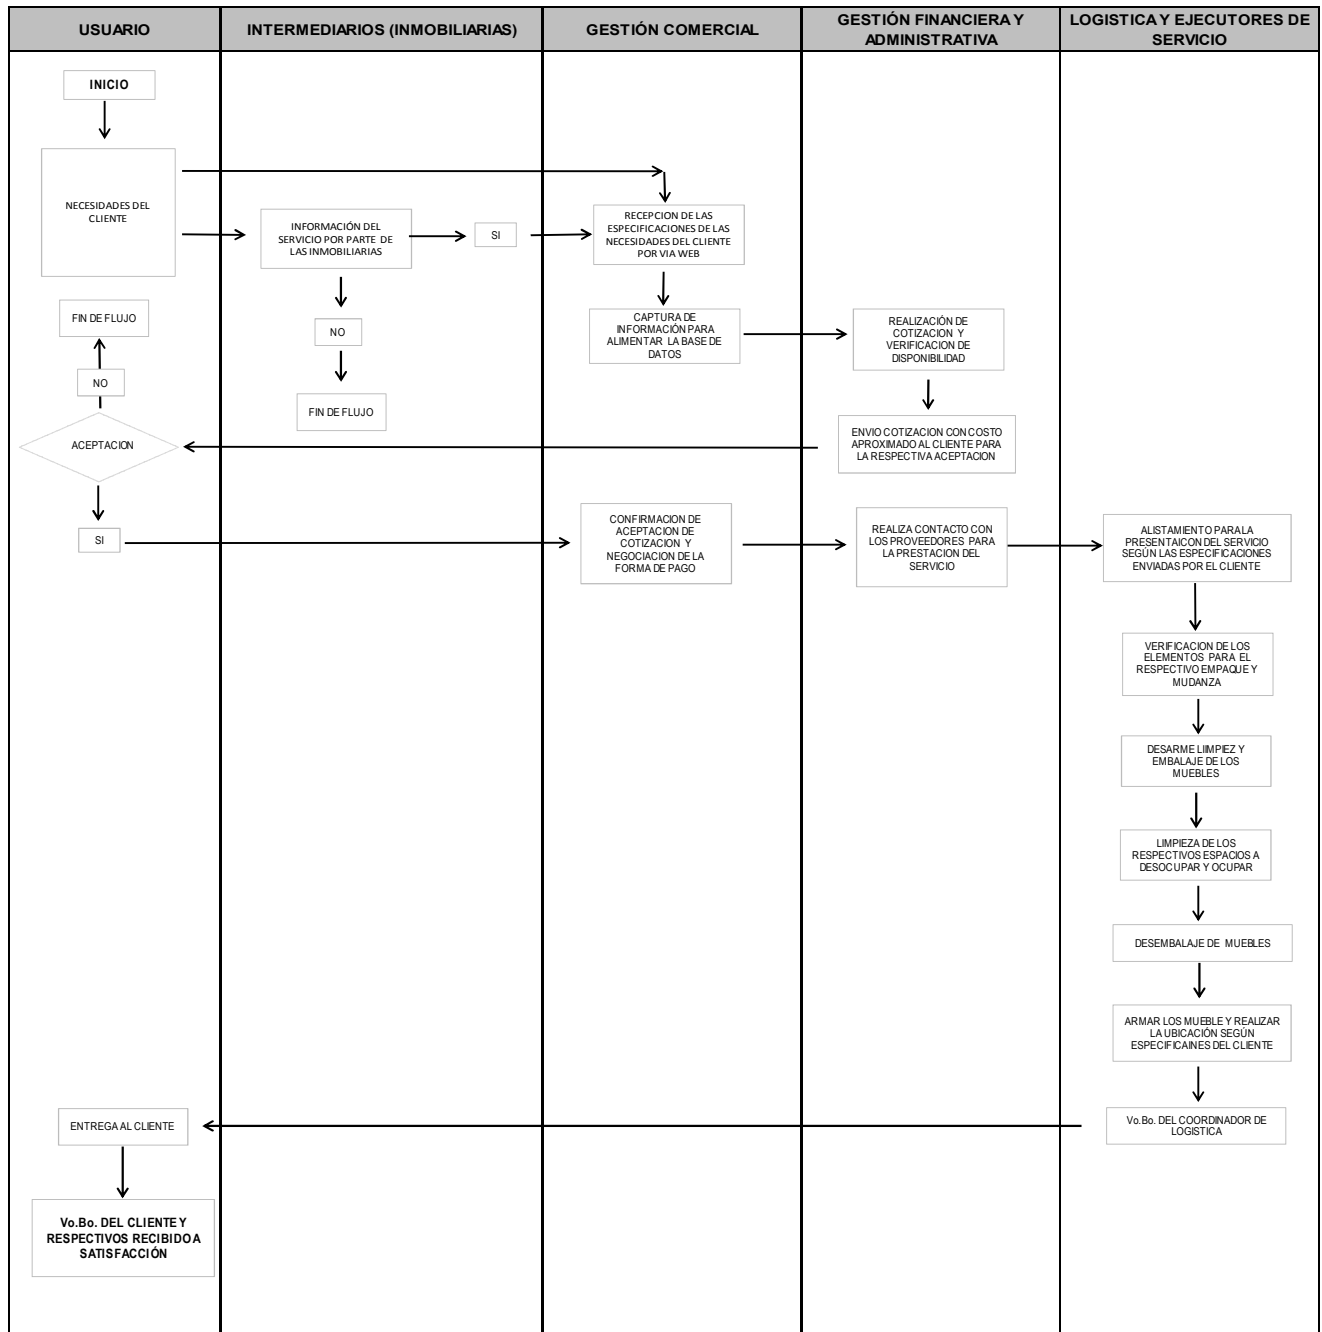 USUARIO
INTERMEDIARIOS (INMOBILIARIAS)
GESTIÓN COMERCIAL
GESTIÓN FINANCIERA Y
ADMINISTRATIVA
LOGISTICA Y EJECUTORES DE
SERVICIO
INICIO
NECESIDADES DEL
CLIENTE
INFORMACIÓN DEL
SERVICIO POR PARTE DE
LAS INMOBILIARIAS
SI
RECEPCION DE LAS
ESPECIFICACIONES DE LAS
NECESIDADES DEL CLIENTE
POR VIA WEB
FIN DE FLUJO
NO
CAPTURA DE
INFORMACIÓN PARA
ALIMENTAR LA BASE DE
DATOS
REALIZACIÓN DE
COTIZACION Y
VERIFICACION DE
DISPONIBILIDAD
NO
FIN DE FLUJO
ACEPTACION
ENVIO COTIZACION CON COSTO
APROXIMADO AL CLIENTE PARA
LA RESPECTIVA ACEPTACION
SI
CONFIRMACION DE
ACEPTACION DE
COTIZACION Y
NEGOCIACION DE LA
FORMA DE PAGO
REALIZA CONTACTO CON
LOS PROVEEDORES PARA
LA PRESTACION DEL
SERVICIO
ALISTAMIENTO PARA LA
PRESENTAICON DEL SERVICIO
SEGÚN LAS ESPECIFICACIONES
ENVIADAS POR EL CLIENTE
VERIFICACION DE LOS
ELEMENTOS PARA EL
RESPECTIVO EMPAQUE Y
MUDANZA
DESARME LIIMPIEZ Y
EMBALAJE DE LOS
MUEBLES
LIMPIEZA DE LOS
RESPECTIVOS ESPACIOS A
DESOCUPAR Y OCUPAR
DESEMBALAJE DE MUEBLES
ARMAR LOS MUEBLE Y REALIZAR
LA UBICACIÓN SEGÚN
ESPECIFICAINES DEL CLIENTE
ENTREGA AL CLIENTE
Vo.Bo. DEL COORDINADOR DE
LOGISTICA
Vo.Bo. DEL CLIENTE Y
RESPECTIVOS RECIBIDO A
SATISFACCIÓN